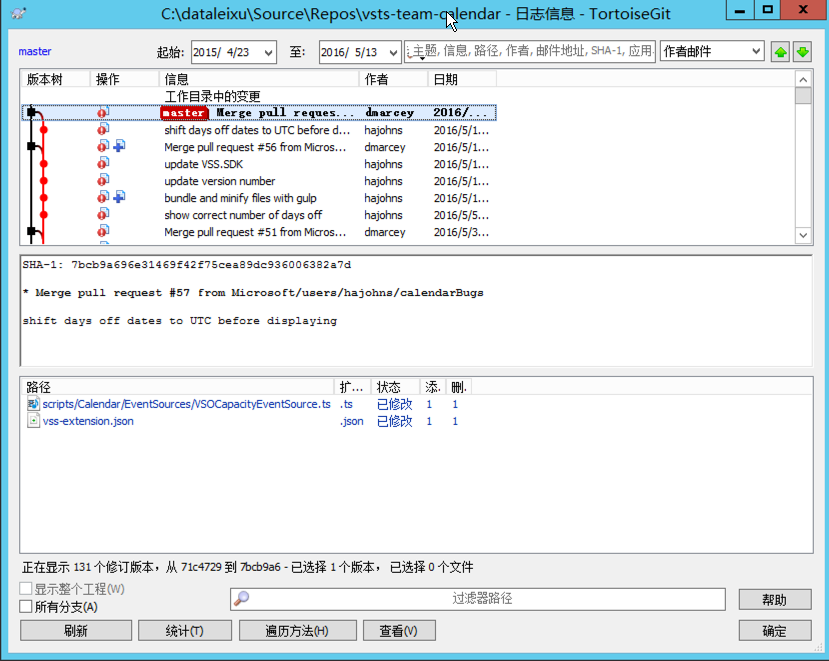 C:\dataleixu\Source\Repos\vsts-team-calendar - 日志信息 - TortoiseGit
master 起始: 2015/ 4/23 至: 2016/ 5/13 主题, 信息, 路径, 作者, 邮件地址, SHA-1, 应用. 作者邮件
版本树 操作 信息 作者 日期
工作目录中的变更
master Merge pull reques... dmarcey 2016/...
shift days off dates to UTC before d... hajohns 2016/5/1...
Merge pull request #56 from Micros... dmarcey 2016/5/1...
update VSS.SDK hajohns 2016/5/1...
update version number hajohns 2016/5/1...
bundle and minify files with gulp hajohns 2016/5/1...
show correct number of days off hajohns 2016/5/5...
Merge pull request #51 from Micros... dmarcey 2016/5/3...
SHA-1: 7bcb9a696e31469f42f75cea89dc936006382a7d
* Merge pull request #57 from Microsoft/users/hajohns/calendarBugs
shift days off dates to UTC before displaying
路径 扩... 状态 添. 删.
scripts/Calendar/EventSources/VSOCapacityEventSource.ts .ts 已修改 1 1
vss-extension.json .json 已修改 1 1
正在显示 131 个修订版本，从 71c4729 到 7bcb9a6 - 已选择 1 个版本， 已选择 0 个文件
显示整个工程(W)
所有分支(A) 过滤器路径 帮助
刷新 统计(T) 遍历方法(H) 查看(V) 确定